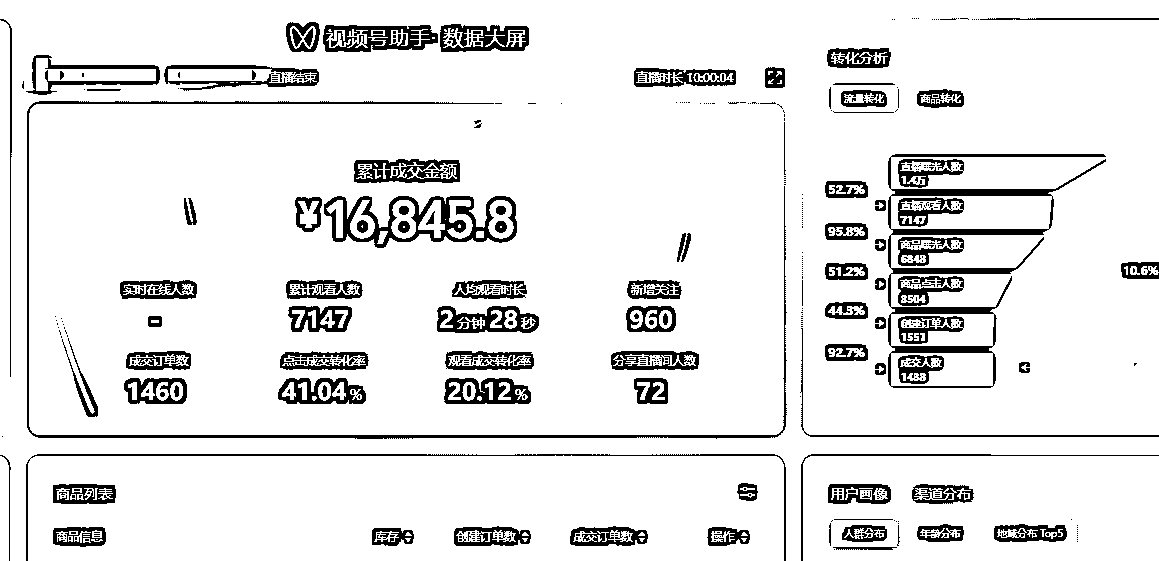 视频号助手·数据大屏
直播结束
直播时长 10:00:04
累计成交金额
¥16,845.8
实时在线人数 累计观看人数 人均观看时长 新增关注
- 7147 2分钟28秒 960
成交订单数 点击成交转化率 观看成交转化率 分享直播间人数
1460 41.04% 20.12% 72
转化分析
流量转化 商品转化
直播曝光人数
1.4万
52.7%
直播观看人数
7147
95.8%
商品曝光人数
6848
51.2%
商品点击人数
3504
44.3%
创建订单人数
1551
92.7%
成交人数
1438
10.6%
商品列表
商品信息 库存 创建订单数 成交订单数 操作
用户画像 渠道分布
人群分布 年龄分布 地域分布 Top5